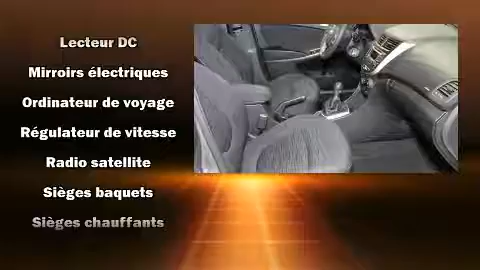 Lecteur DC
Mirroirs électriques
Ordinateur de voyage
Régulateur de vitesse
Radio satellite
Sièges baquets
Sièges chauffants